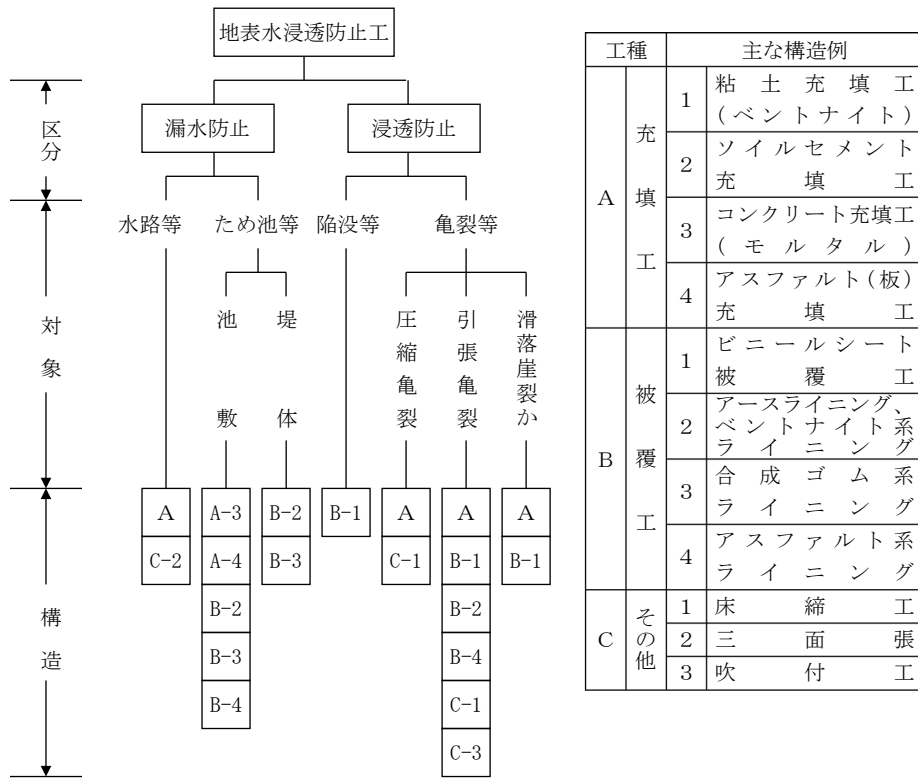 地表水浸透防止工
区分
漏水防止
浸透防止
対象
水路等
ため池等
陥没等
亀裂等
池敷
堤体
圧縮亀裂
引張亀裂
滑落崖裂か
構造
A
C-2
A-3
A-4
B-2
B-3
B-4
B-2
B-3
B-1
A
C-1
A
B-1
B-2
B-4
C-1
C-3
A
B-1
工種 主な構造例
A 充填工
1 粘土充填工
(ベントナイト)
2 ソイルセメント
充填工
3 コンクリート充填工
(モルタル)
4 アスファルト(板)
充填工
B 被覆工
1 ビニールシート
被覆工
2 アースライニング、
ベントナイト系
ライニング
3 合成ゴム系
ライニング
4 アスファルト系
ライニング
C その他
1 床締工
2 三面張
3 吹付工